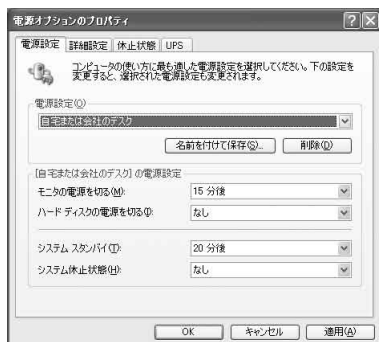 電源オプションのプロパティ
電源設定 詳細設定 休止状態 UPS
コンピュータの使い方に最も適した電源設定を選択してください。下の設定を
変更すると、選択された電源設定も変更されます。
電源設定(O)
自宅または会社のデスク
名前を付けて保存(S)... 削除(D)
[自宅または会社のデスク] の電源設定
モニタの電源を切る(M): 15 分後
ハード ディスクの電源を切る(I): なし
システム スタンバイ(T): 20 分後
システム休止状態(H): なし
OK キャンセル 適用(A)